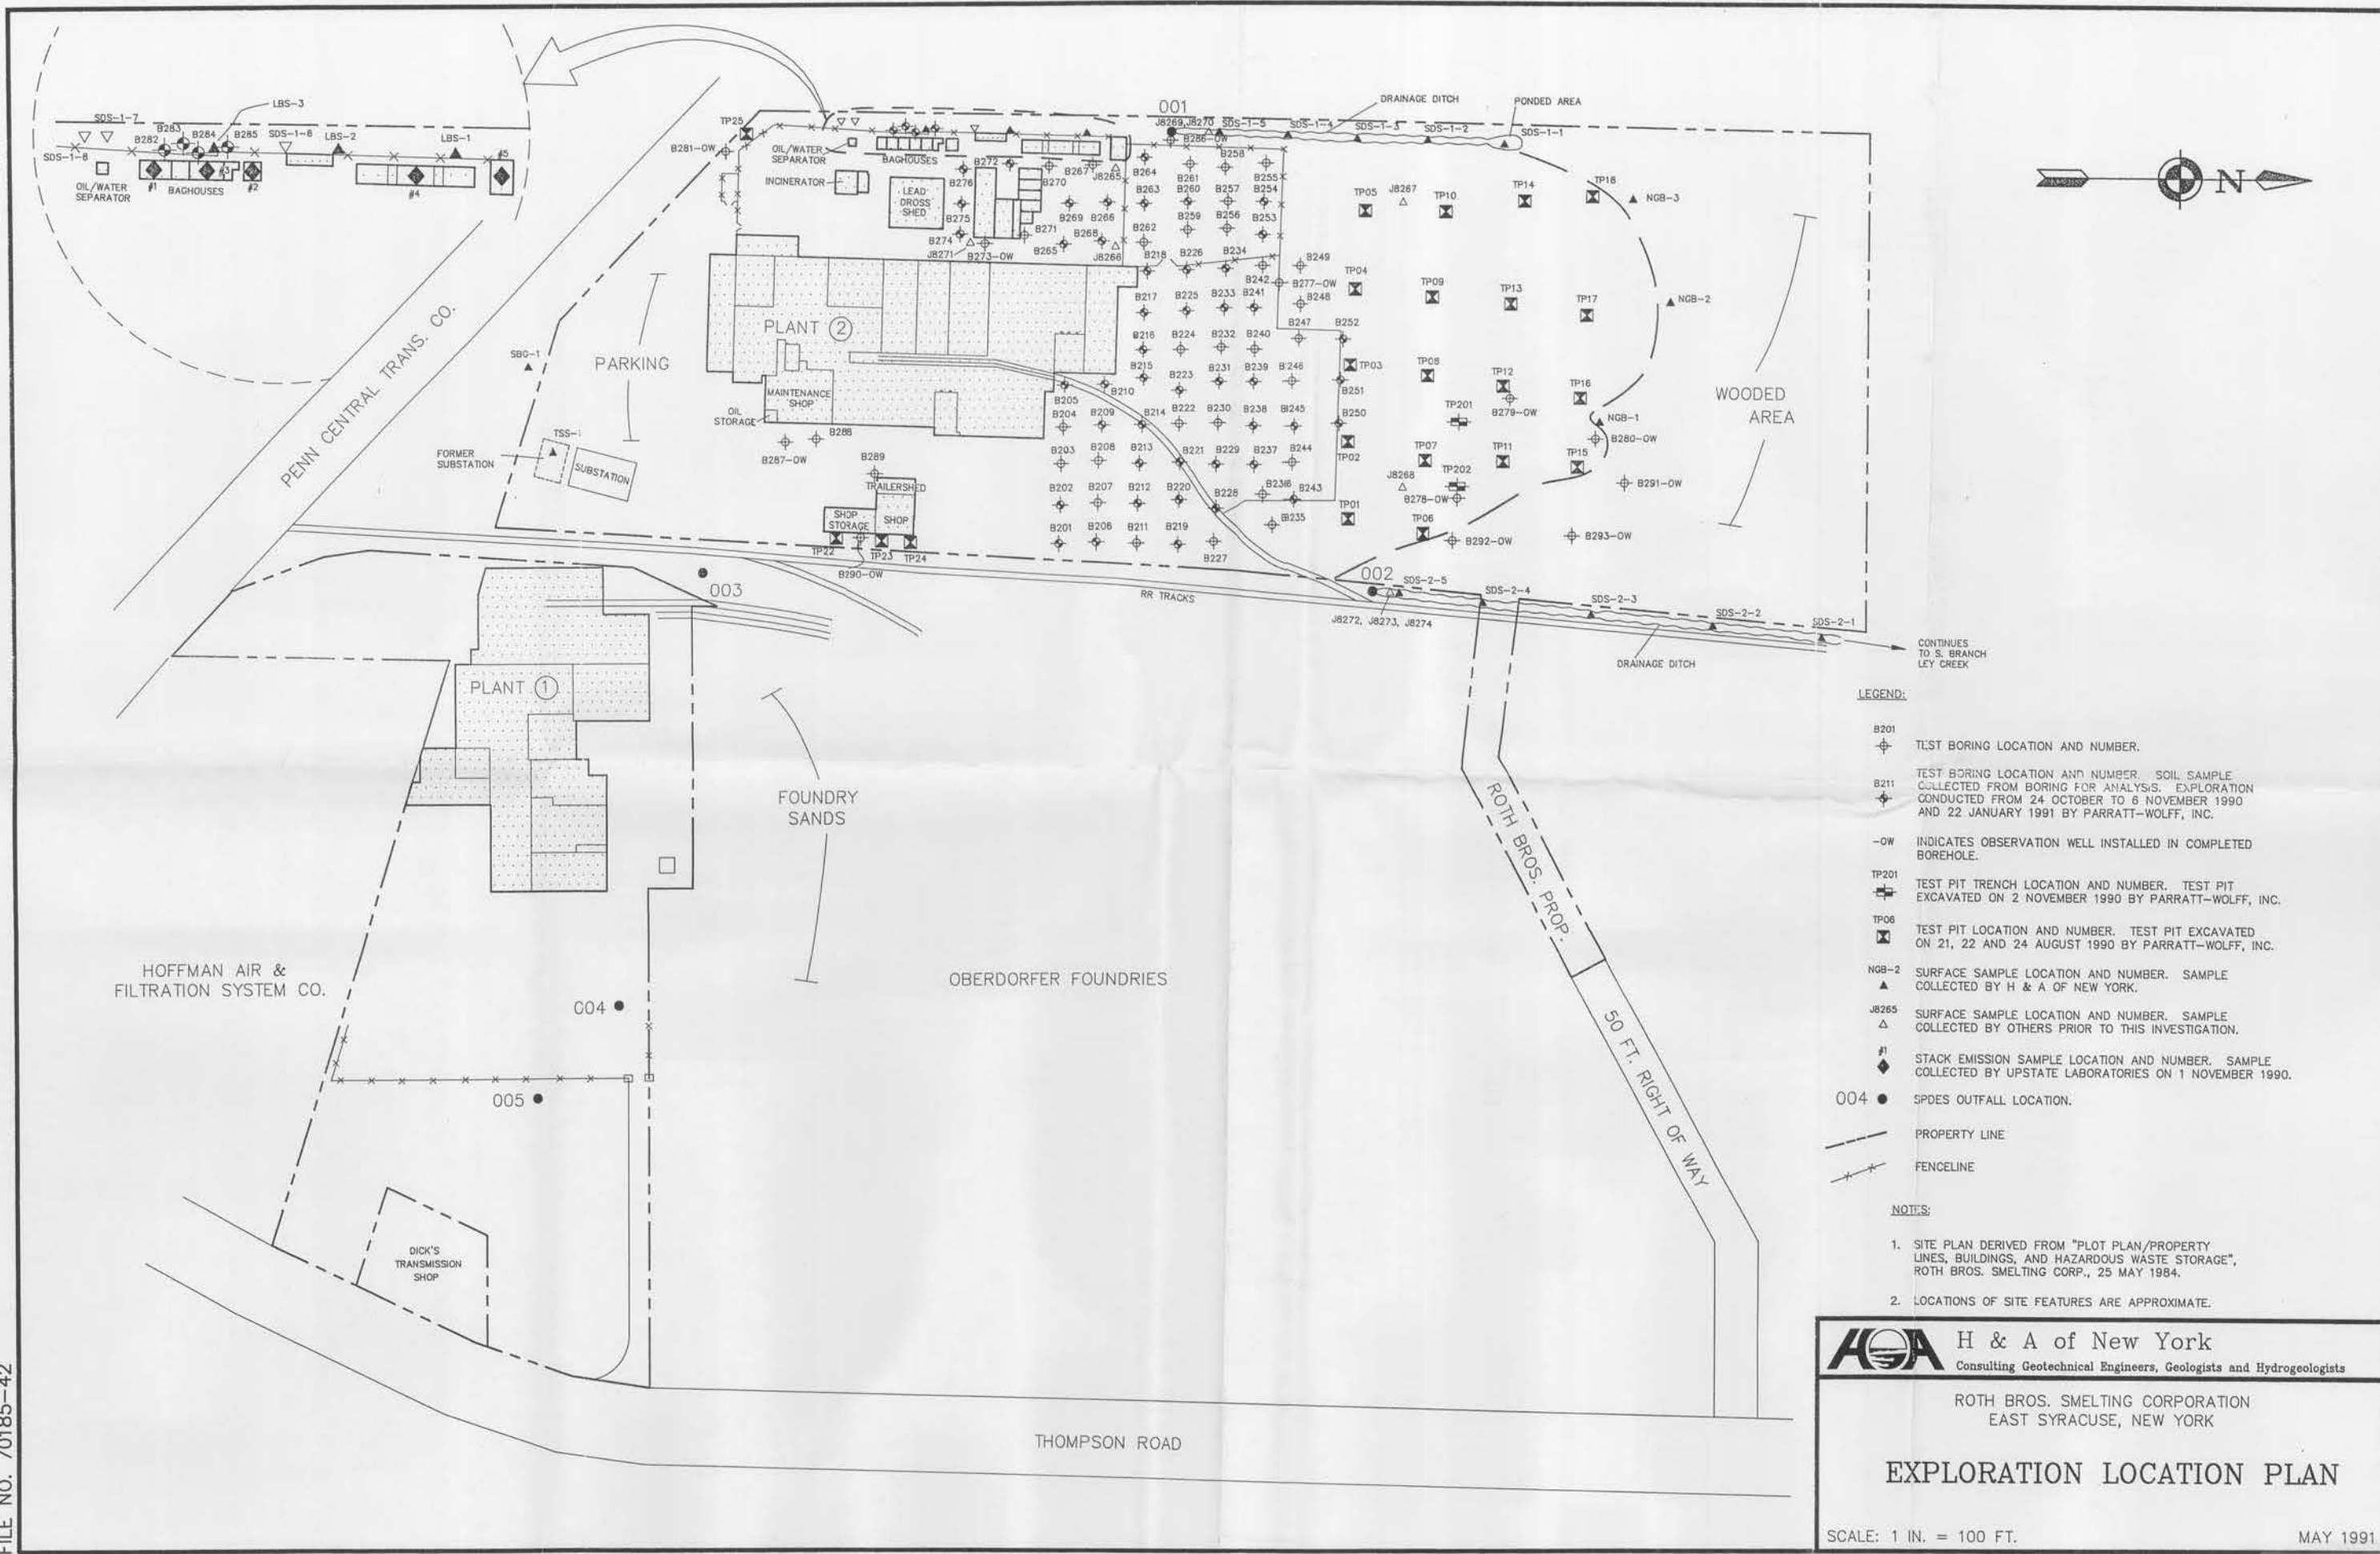 SDS-1-7
LBS-3
B283
B282
B284
B285
SDS-1-6
LBS-2
LBS-1
SDS-1-8
#5
OIL/WATER
SEPARATOR
#1
BAGHOUSES
#3
#2
#4
PENN CENTRAL TRANS. CO.
TP25
B281-OW
OIL/WATER
SEPARATOR
INCINERATOR
BAGHOUSES
LEAD
DROSS
SHED
B272
B276
B275
B274
J8271
B273-OW
B270
B267
J8265
B269
B266
B271
B268
B265
J8266
001
J8269,J8270
SDS-1-5
SDS-1-4
SDS-1-3
SDS-1-2
SDS-1-1
DRAINAGE DITCH
PONDED AREA
B286-OW
B264
B258
B261
B255
B263
B260
B257
B254
B259
B256
B253
B262
B218
B226
B234
B249
B242
B277-OW
B248
B217
B225
B233
B241
B216
B224
B232
B240
B247
B252
B215
B223
B231
B239
B246
B251
B205
B210
B204
B209
B214
B222
B230
B238
B245
B250
B203
B208
B213
B221
B229
B237
B244
B202
B207
B212
B220
B228
B236
B243
B201
B206
B211
B219
B227
B235
TP05
J8267
TP10
TP14
TP18
NGB-3
TP04
TP09
TP13
TP17
NGB-2
TP03
TP08
TP12
TP16
B279-OW
TP201
NGB-1
B280-OW
TP02
TP07
TP11
TP15
J8268
TP202
B278-OW
B291-OW
TP01
TP06
B292-OW
B293-OW
WOODED
AREA
N
PLANT 2
MAINTENANCE
SHOP
OIL
STORAGE
PARKING
SBG-1
TSS-1
FORMER
SUBSTATION
SUBSTATION
B287-OW
B288
B289
TRAILERSHED
SHOP
STORAGE
SHOP
TP22
TP23
TP24
B290-OW
RR TRACKS
002
SDS-2-5
SDS-2-4
SDS-2-3
SDS-2-2
SDS-2-1
J8272, J8273, J8274
DRAINAGE DITCH
CONTINUES
TO S. BRANCH
LEY CREEK
003
PLANT 1
FOUNDRY
SANDS
HOFFMAN AIR &
FILTRATION SYSTEM CO.
OBERDORFER FOUNDRIES
004
005
ROTH BROS. PROP.
50 FT. RIGHT OF WAY
DICK'S
TRANSMISSION
SHOP
THOMPSON ROAD
LEGEND:
B201
TEST BORING LOCATION AND NUMBER.
B211
TEST BORING LOCATION AND NUMBER. SOIL SAMPLE
COLLECTED FROM BORING FOR ANALYSIS. EXPLORATION
CONDUCTED FROM 24 OCTOBER TO 6 NOVEMBER 1990
AND 22 JANUARY 1991 BY PARRATT-WOLFF, INC.
-OW INDICATES OBSERVATION WELL INSTALLED IN COMPLETED
BOREHOLE.
TP201
TEST PIT TRENCH LOCATION AND NUMBER. TEST PIT
EXCAVATED ON 2 NOVEMBER 1990 BY PARRATT-WOLFF, INC.
TP06
TEST PIT LOCATION AND NUMBER. TEST PIT EXCAVATED
ON 21, 22 AND 24 AUGUST 1990 BY PARRATT-WOLFF, INC.
NGB-2 SURFACE SAMPLE LOCATION AND NUMBER. SAMPLE
COLLECTED BY H & A OF NEW YORK.
J8265
SURFACE SAMPLE LOCATION AND NUMBER. SAMPLE
COLLECTED BY OTHERS PRIOR TO THIS INVESTIGATION.
#1
STACK EMISSION SAMPLE LOCATION AND NUMBER. SAMPLE
COLLECTED BY UPSTATE LABORATORIES ON 1 NOVEMBER 1990.
004 SPDES OUTFALL LOCATION.
PROPERTY LINE
FENCELINE
NOTES:
1. SITE PLAN DERIVED FROM "PLOT PLAN/PROPERTY
LINES, BUILDINGS, AND HAZARDOUS WASTE STORAGE",
ROTH BROS. SMELTING CORP., 25 MAY 1984.
2. LOCATIONS OF SITE FEATURES ARE APPROXIMATE.
H&A
H & A of New York
Consulting Geotechnical Engineers, Geologists and Hydrogeologists
ROTH BROS. SMELTING CORPORATION
EAST SYRACUSE, NEW YORK
EXPLORATION LOCATION PLAN
SCALE: 1 IN. = 100 FT.
MAY 1991
FILE NO. 70185-42